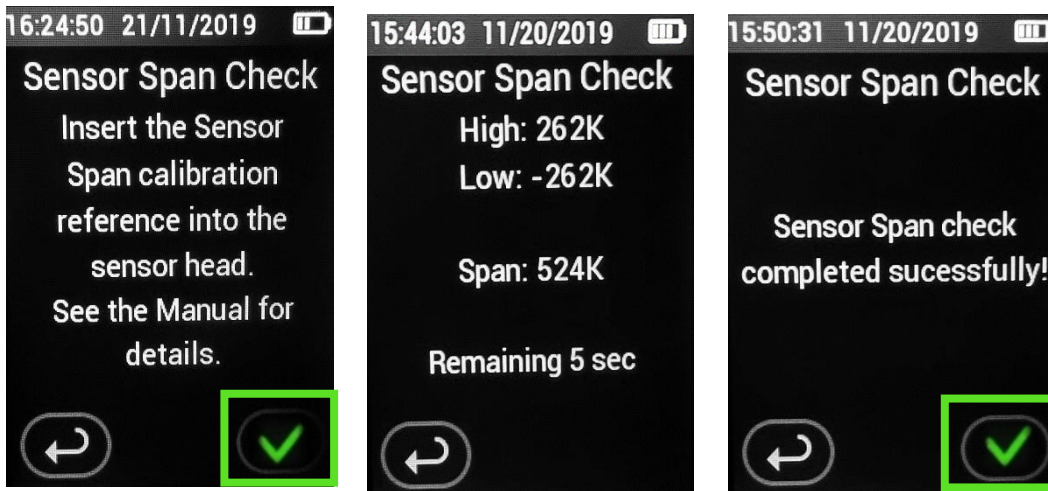 16:24:50 21/11/2019
Sensor Span Check
Insert the Sensor
Span calibration
reference into the
sensor head.
See the Manual for
details.
15:44:03 11/20/2019
Sensor Span Check
High: 262K
Low: -262K
Span: 524K
Remaining 5 sec
15:50:31 11/20/2019
Sensor Span Check
Sensor Span check
completed sucessfully!